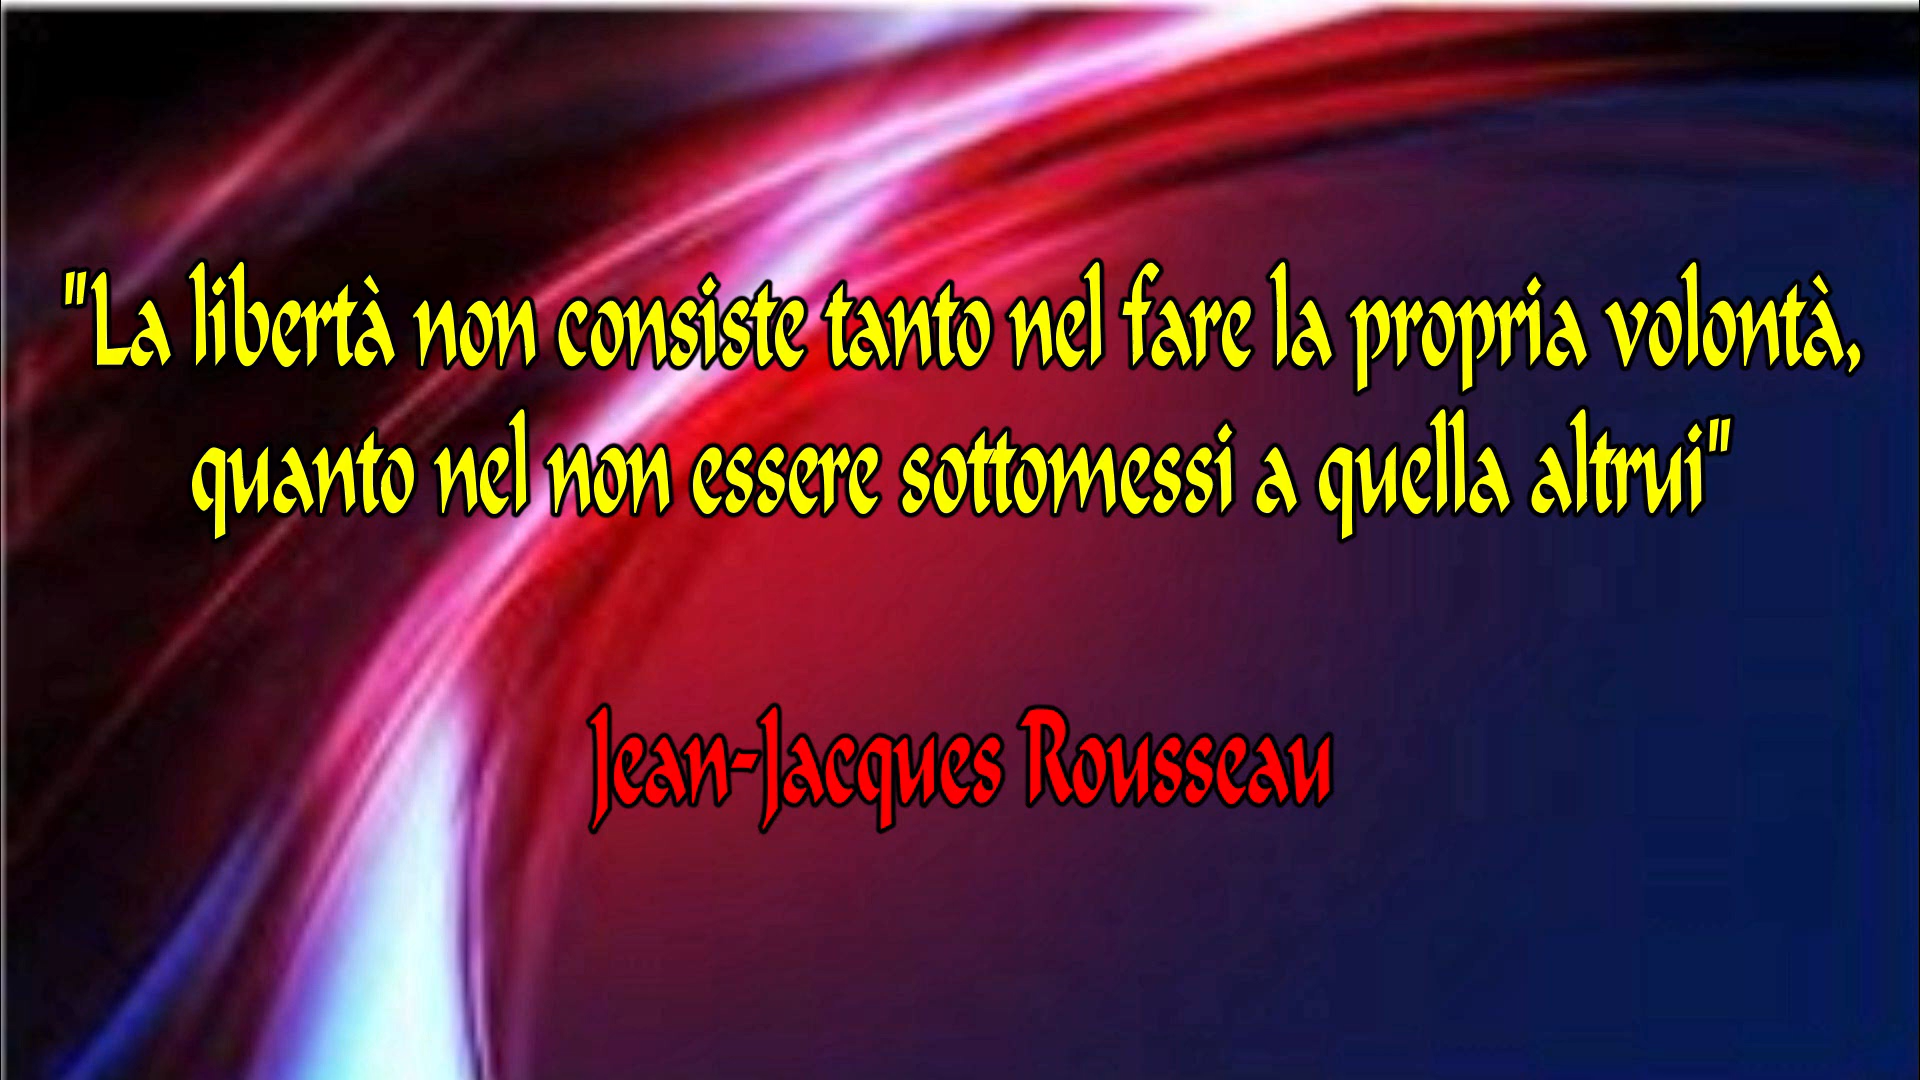 "La libertà non consiste tanto nel fare la propria volontà,
quanto nel non essere sottomessi a quella altrui"
Jean-Jacques Rousseau